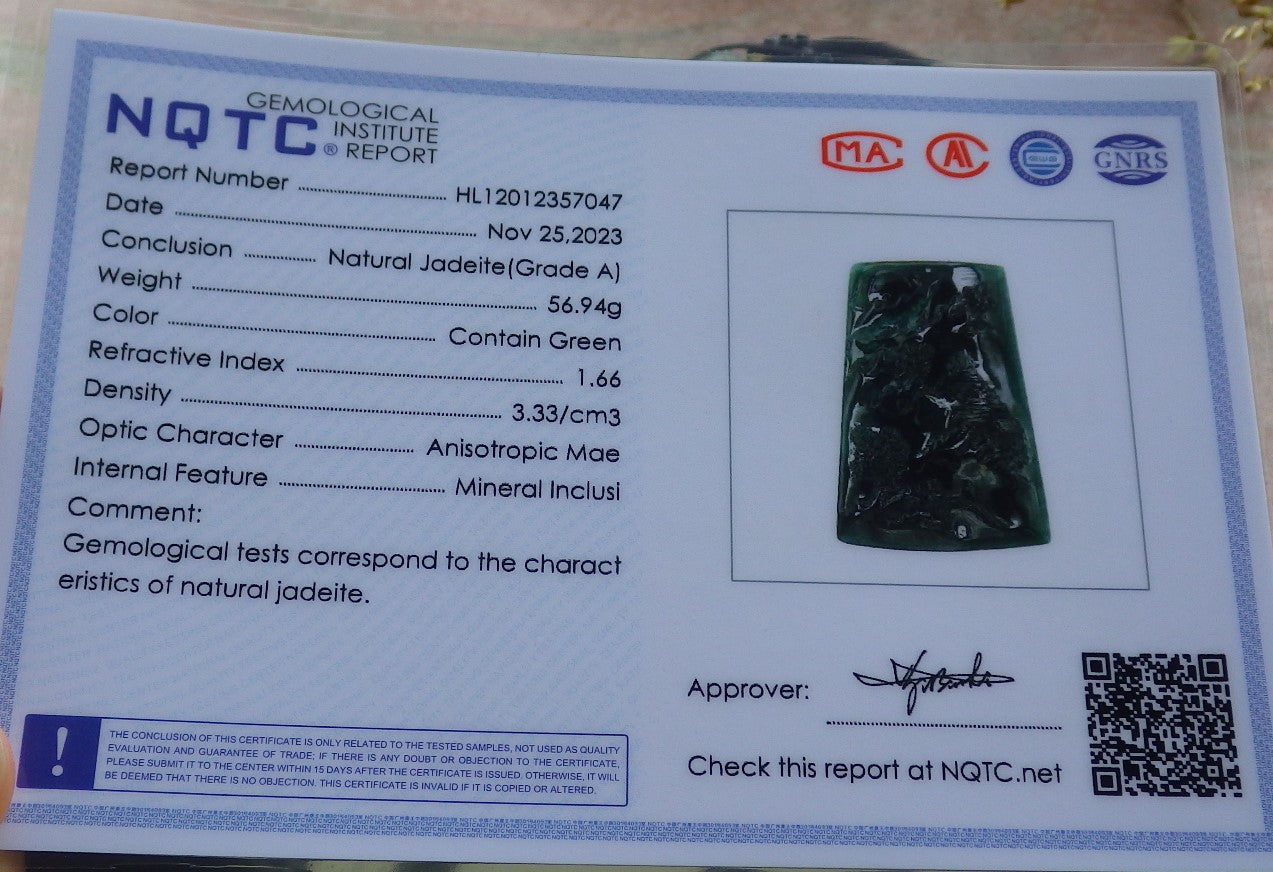 NQTC® GEMOLOGICAL
INSTITUTE
REPORT
Report Number ........ HL12012357047
Date ........ Nov 25,2023
Conclusion ........ Natural Jadeite(Grade A)
Weight ........ 56.94g
Color ........ Contain Green
Refractive Index ........ 1.66
Density ........ 3.33/cm3
Optic Character ........ Anisotropic Mae
Internal Feature ........ Mineral Inclusi
Comment:
Gemological tests correspond to the charact
eristics of natural jadeite.
! THE CONCLUSION OF THIS CERTIFICATE IS ONLY RELATED TO THE TESTED SAMPLES, NOT USED AS QUALITY
EVALUATION AND GUARANTEE OF TRADE; IF THERE IS ANY DOUBT OR OBJECTION TO THE CERTIFICATE,
PLEASE SUBMIT IT TO THE CENTER WITHIN 15 DAYS AFTER THE CERTIFICATE IS ISSUED. OTHERWISE, IT WILL
BE DEEMED THAT THERE IS NO OBJECTION. THIS CERTIFICATE IS INVALID IF IT IS COPIED OR ALTERED.
MA GNRS
Approver:
Check this report at NQTC.net